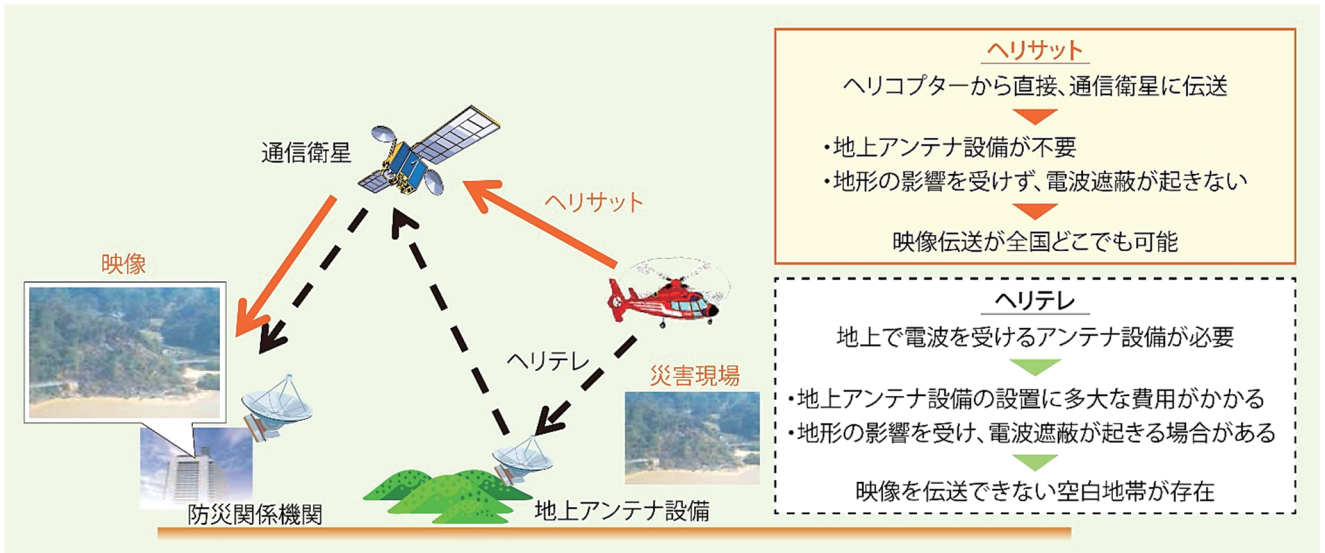 通信衛星
ヘリサット
映像
ヘリテレ
災害現場
防災関係機関
地上アンテナ設備
ヘリサット
ヘリコプターから直接、通信衛星に伝送
・地上アンテナ設備が不要
・地形の影響を受けず、電波遮蔽が起きない
映像伝送が全国どこでも可能
ヘリテレ
地上で電波を受けるアンテナ設備が必要
・地上アンテナ設備の設置に多大な費用がかかる
・地形の影響を受け、電波遮蔽が起きる場合がある
映像を伝送できない空白地帯が存在